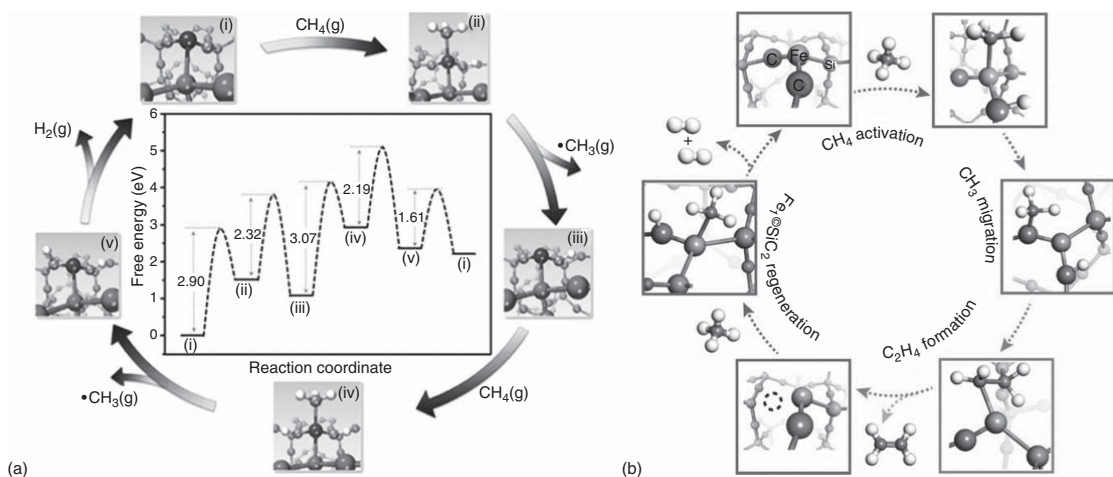 (i)
CH₄(g)
(ii)
H₂(g)
•CH₃(g)
Free energy (eV)
6
5
4
3
2
1
0
2.90
2.32
3.07
2.19
1.61
(i)
(ii)
(iii)
(iv)
(v)
(i)
Reaction coordinate
(v)
(iii)
•CH₃(g)
(iv)
CH₄(g)
(a)
C
Fe
Si
C
CH₄ activation
+
CH₃ migration
Fe₁©SiC₂ regeneration
C₂H₄ formation
(b)